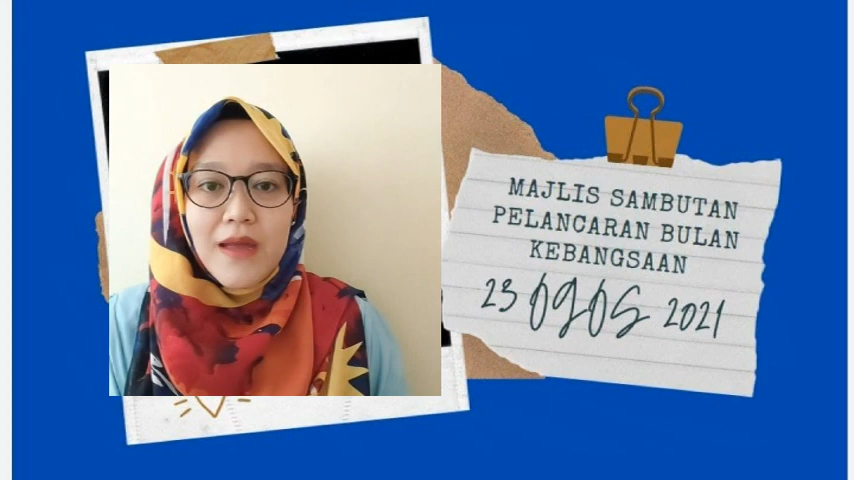 MAJLIS SAMBUTAN
PELANCARAN BULAN
KEBANGSAAN
23 OGOS 2021